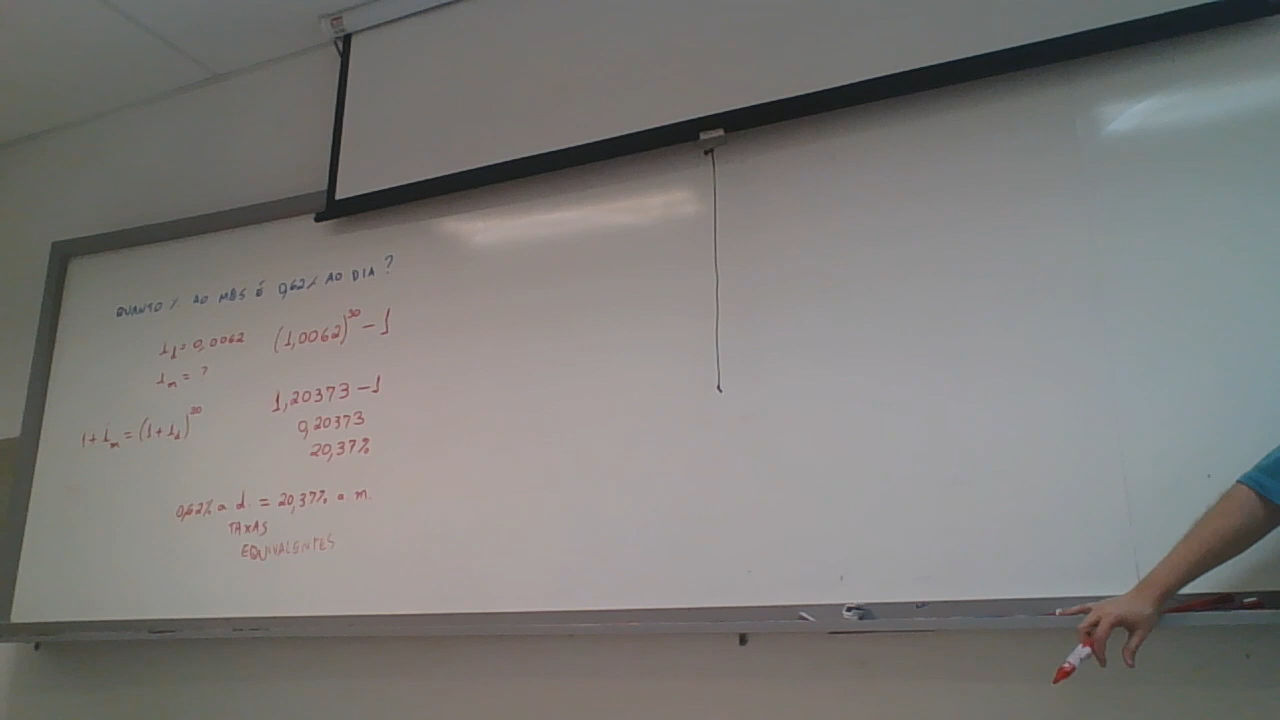 QUANTO % AO MÊS É 0,62% AO DIA?
i_d = 0,0062
(1,0062)^30 - 1
i_m = ?
1 + i_m = (1 + i_d)^30
1,20373 - 1
0,20373
20,37%
0,62% a d. = 20,37% a m.
TAXAS
EQUIVALENTES